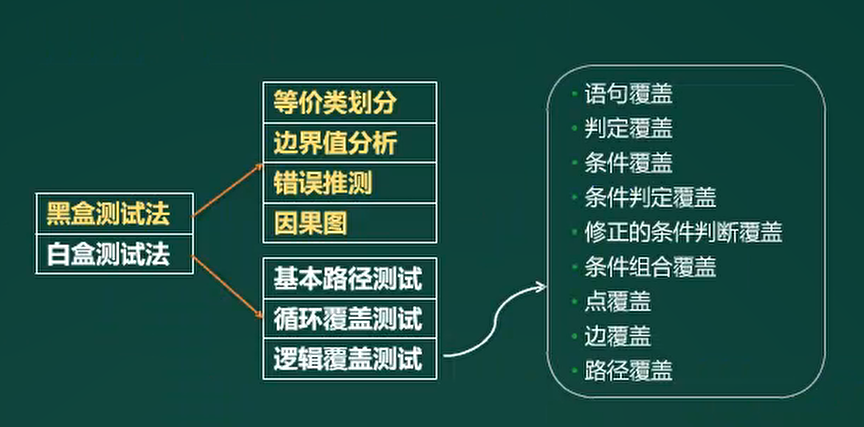 黑盒测试法
白盒测试法
等价类划分
边界值分析
错误推测
因果图
基本路径测试
循环覆盖测试
逻辑覆盖测试
语句覆盖
判定覆盖
条件覆盖
条件判定覆盖
修正的条件判断覆盖
条件组合覆盖
点覆盖
边覆盖
路径覆盖